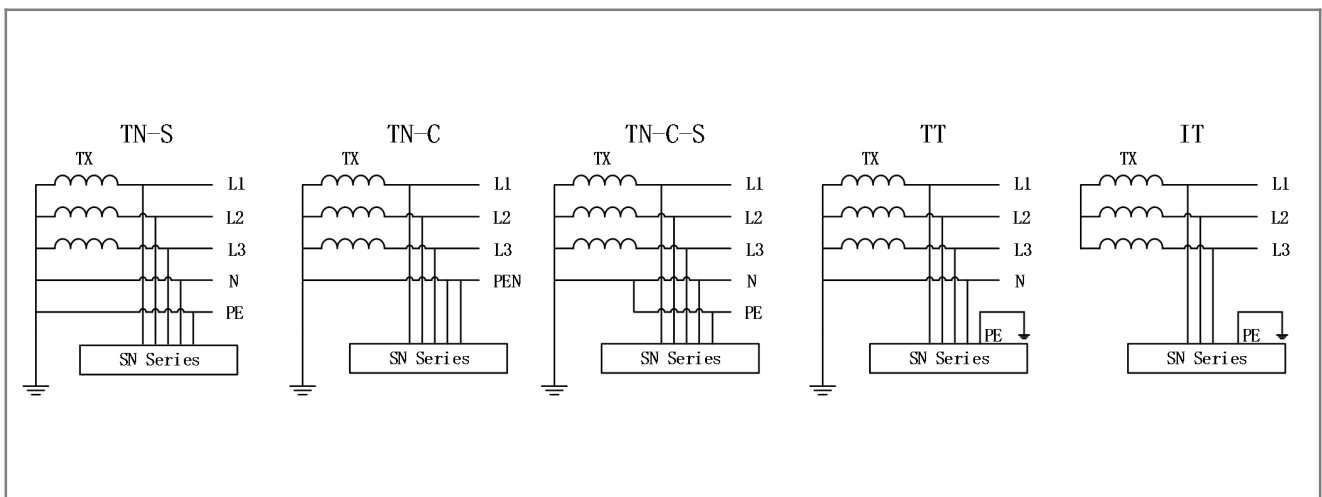 TN-S
TX
L1
L2
L3
N
PE
SN Series
TN-C
TX
L1
L2
L3
PEN
SN Series
TN-C-S
TX
L1
L2
L3
N
PE
SN Series
TT
TX
L1
L2
L3
N
PE
SN Series
IT
TX
L1
L2
L3
PE
SN Series